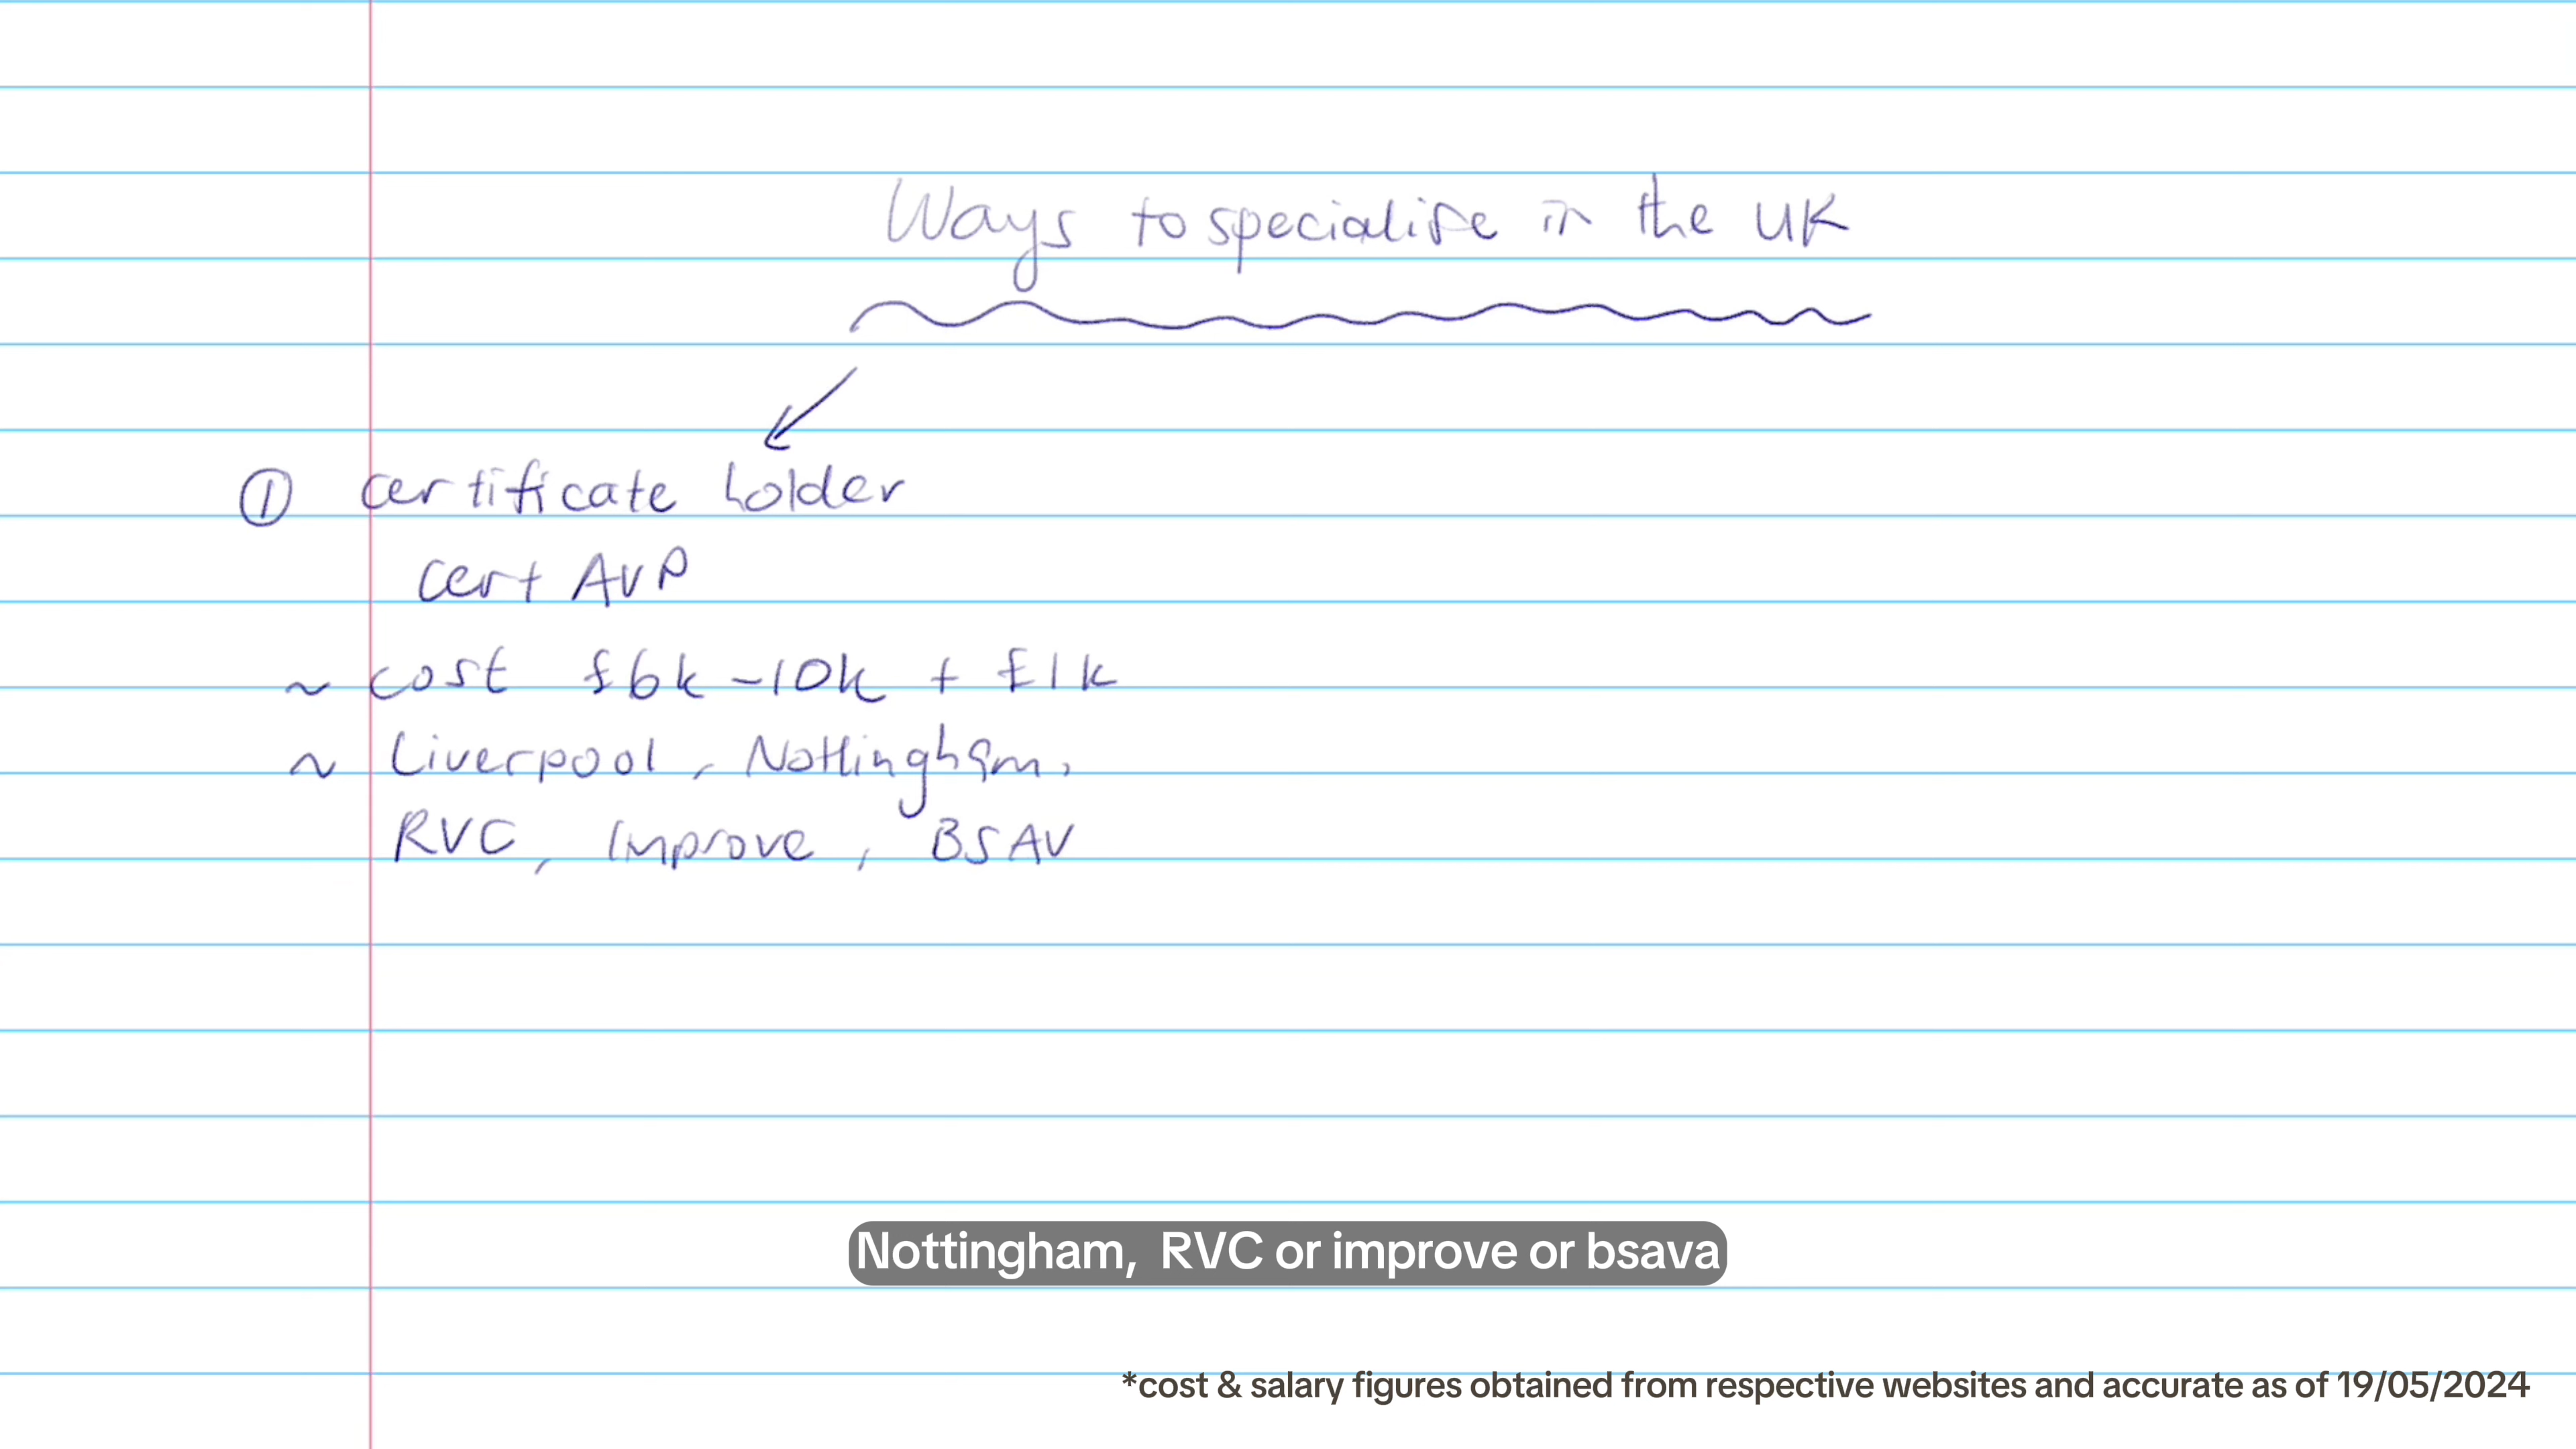 Ways to specialise in the UK
① certificate holder
cert AVP
~ cost £6k-10k + £1k
~ Liverpool, Nottingham,
RVC, Improve, BSAV
Nottingham, RVC or improve or bsava
*cost & salary figures obtained from respective websites and accurate as of 19/05/2024